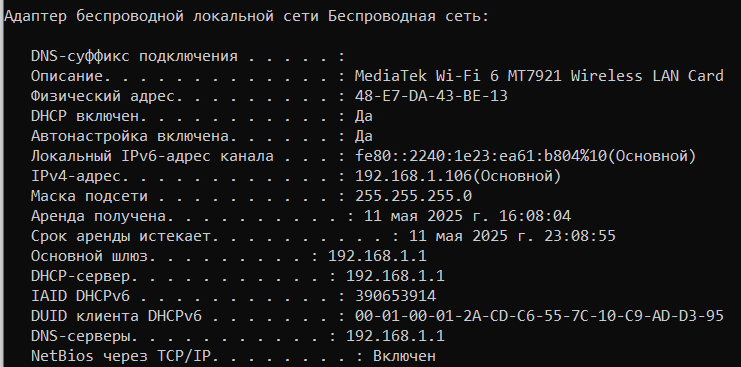 Адаптер беспроводной локальной сети Беспроводная сеть:
DNS-суффикс подключения . . . . . :
Описание. . . . . . . . . . . . . : MediaTek Wi-Fi 6 MT7921 Wireless LAN Card
Физический адрес. . . . . . . . . : 48-E7-DA-43-BE-13
DHCP включен. . . . . . . . . . . : Да
Автонастройка включена. . . . . . : Да
Локальный IPv6-адрес канала . . . : fe80::2240:1e23:ea61:b804%10(Основной)
IPv4-адрес. . . . . . . . . . . . : 192.168.1.106(Основной)
Маска подсети . . . . . . . . . . : 255.255.255.0
Аренда получена. . . . . . . . . . : 11 мая 2025 г. 16:08:04
Срок аренды истекает. . . . . . . . . . : 11 мая 2025 г. 23:08:55
Основной шлюз. . . . . . . . . : 192.168.1.1
DHCP-сервер. . . . . . . . . . . : 192.168.1.1
IAID DHCPv6 . . . . . . . . . . . : 390653914
DUID клиента DHCPv6 . . . . . . . : 00-01-00-01-2A-CD-C6-55-7C-10-C9-AD-D3-95
DNS-серверы. . . . . . . . . . . : 192.168.1.1
NetBios через TCP/IP. . . . . . . . : Включен